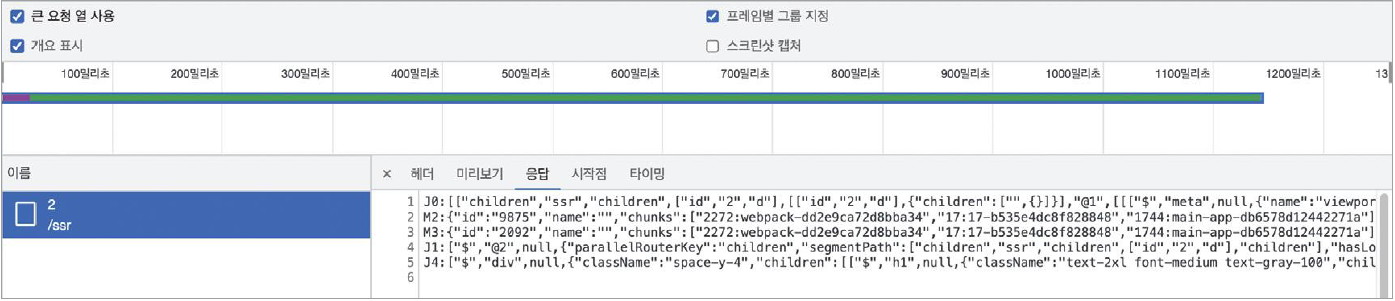 큰 요청 열 사용 프레임별 그룹 지정
개요 표시 스크린샷 캡처
100밀리초 200밀리초 300밀리초 400밀리초 500밀리초 600밀리초 700밀리초 800밀리초 900밀리초 1000밀리초 1100밀리초 1200밀리초 13
이름 × 헤더 미리보기 응답 시작점 타이밍
2
/ssr
1 J0:[["children","ssr","children",["id","2","d"],[["id","2","d"],{"children":["",{}]}],"@1",[[["$","meta",null,{"name":"viewpor
2 M2:{"id":"9875","name":"","chunks":["2272:webpack-dd2e9ca72d8bba34","17:17-b535e4dc8f828848","1744:main-app-db6578d12442271a"]
3 M3:{"id":"2092","name":"","chunks":["2272:webpack-dd2e9ca72d8bba34","17:17-b535e4dc8f828848","1744:main-app-db6578d12442271a"]
4 J1:["$","@2",null,{"parallelRouterKey":"children","segmentPath":["children","ssr","children",["id","2","d"],"children"],"hasLo
5 J4:["$","div",null,{"className":"space-y-4","children":[["$","h1",null,{"className":"text-2xl font-medium text-gray-100","chil
6